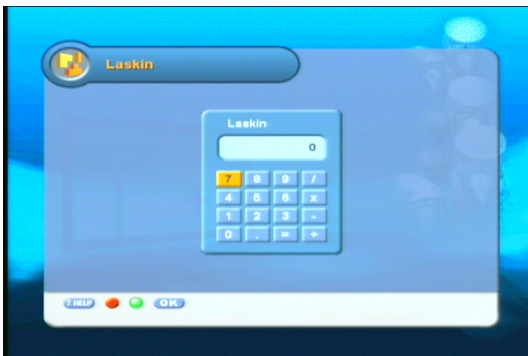 Laskin
Laskin
0
7 8 9 /
4 5 6 x
1 2 3 -
0 . = +
? HELP OK